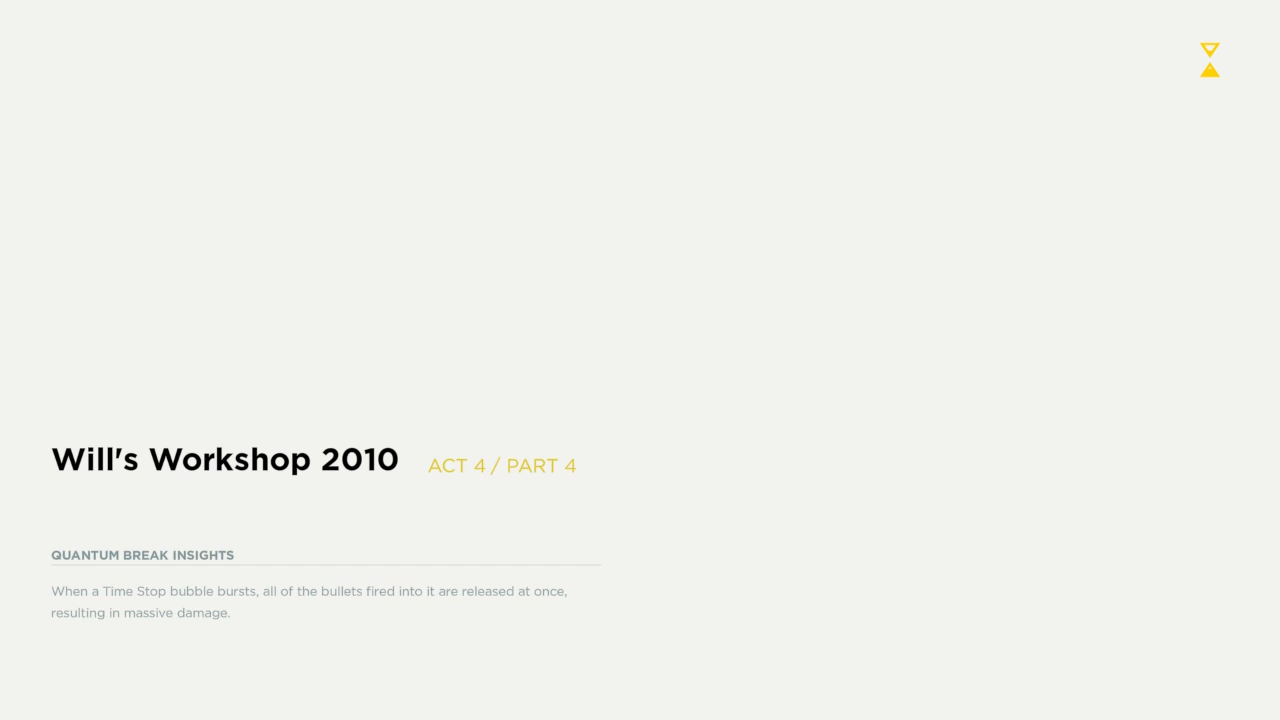 Will's Workshop 2010 ACT 4 / PART 4
QUANTUM BREAK INSIGHTS
When a Time Stop bubble bursts, all of the bullets fired into it are released at once,
resulting in massive damage.